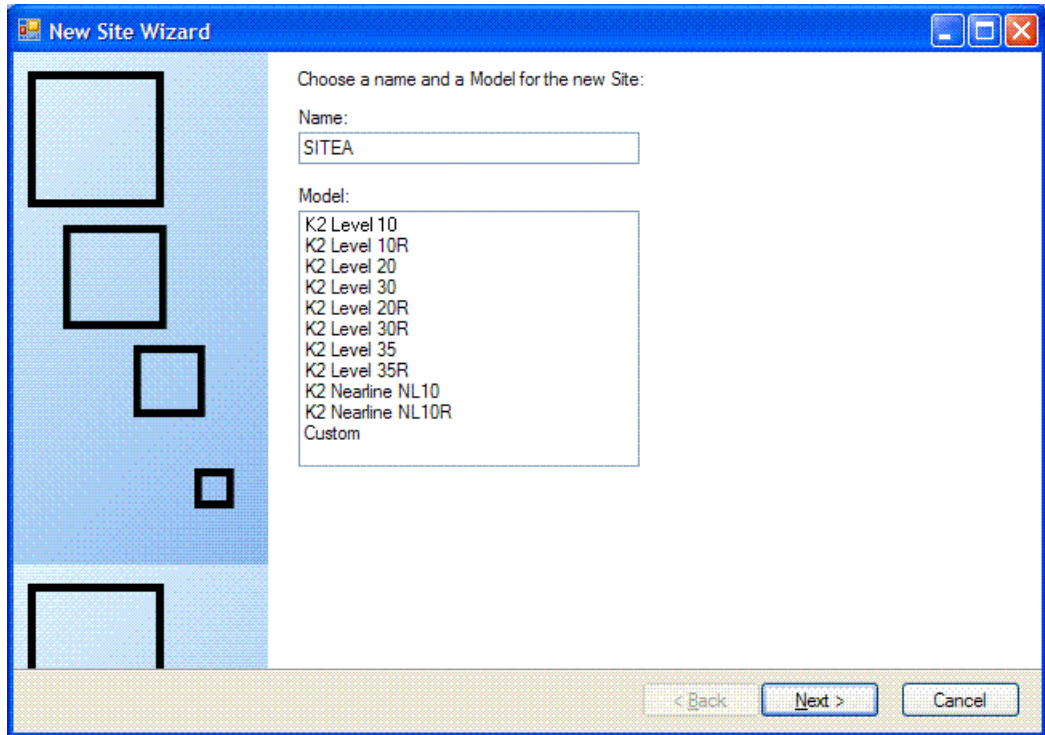 New Site Wizard
Choose a name and a Model for the new Site:
Name:
SITEA
Model:
K2 Level 10
K2 Level 10R
K2 Level 20
K2 Level 30
K2 Level 20R
K2 Level 30R
K2 Level 35
K2 Level 35R
K2 Nearline NL10
K2 Nearline NL10R
Custom
< Back
Next >
Cancel